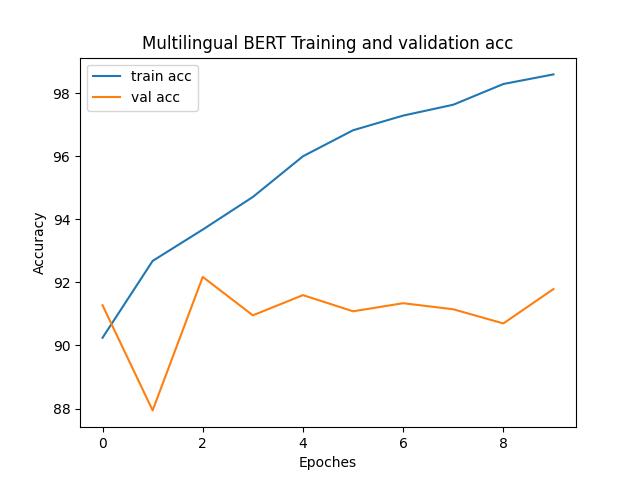 Multilingual BERT Training and validation acc
train acc
val acc
98
96
94
92
90
88
Accuracy
0
2
4
6
8
Epoches